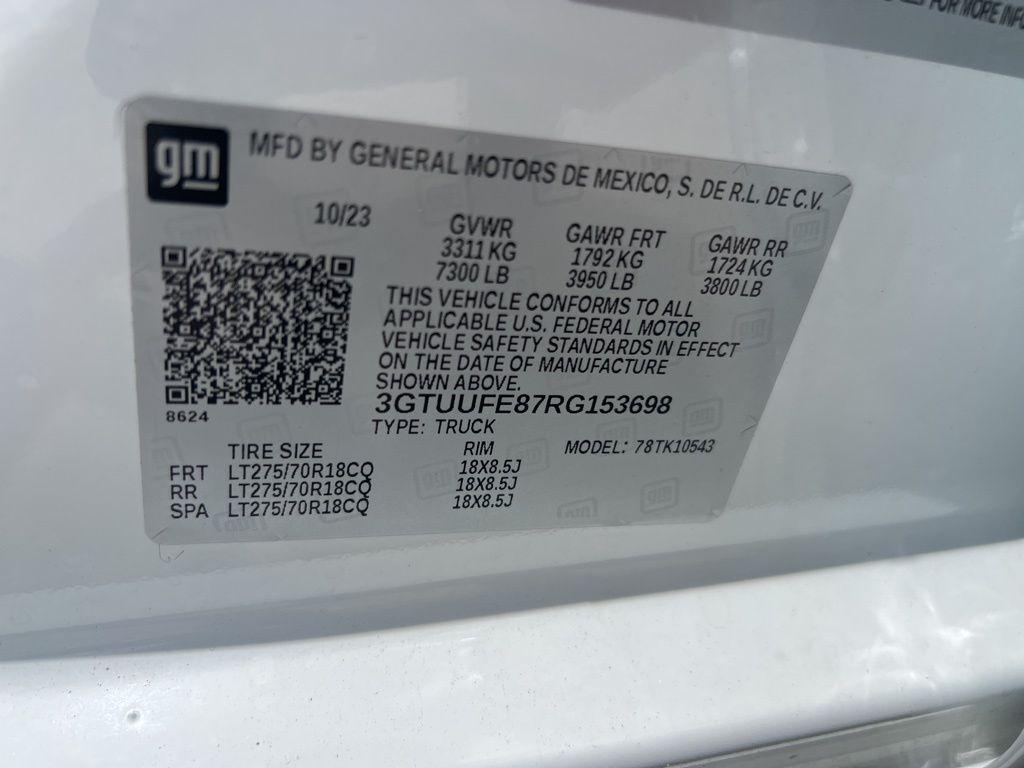 FOR MORE INFO
gm
MFD BY GENERAL MOTORS DE MEXICO, S. DE R.L. DE C.V.
10/23
GVWR
3311 KG
7300 LB
GAWR FRT
1792 KG
3950 LB
GAWR RR
1724 KG
3800 LB
THIS VEHICLE CONFORMS TO ALL
APPLICABLE U.S. FEDERAL MOTOR
VEHICLE SAFETY STANDARDS IN EFFECT
ON THE DATE OF MANUFACTURE
SHOWN ABOVE.
8624
3GTUUFE87RG153698
TYPE: TRUCK
TIRE SIZE RIM MODEL: 78TK10543
FRT LT275/70R18CQ 18X8.5J
RR LT275/70R18CQ 18X8.5J
SPA LT275/70R18CQ 18X8.5J